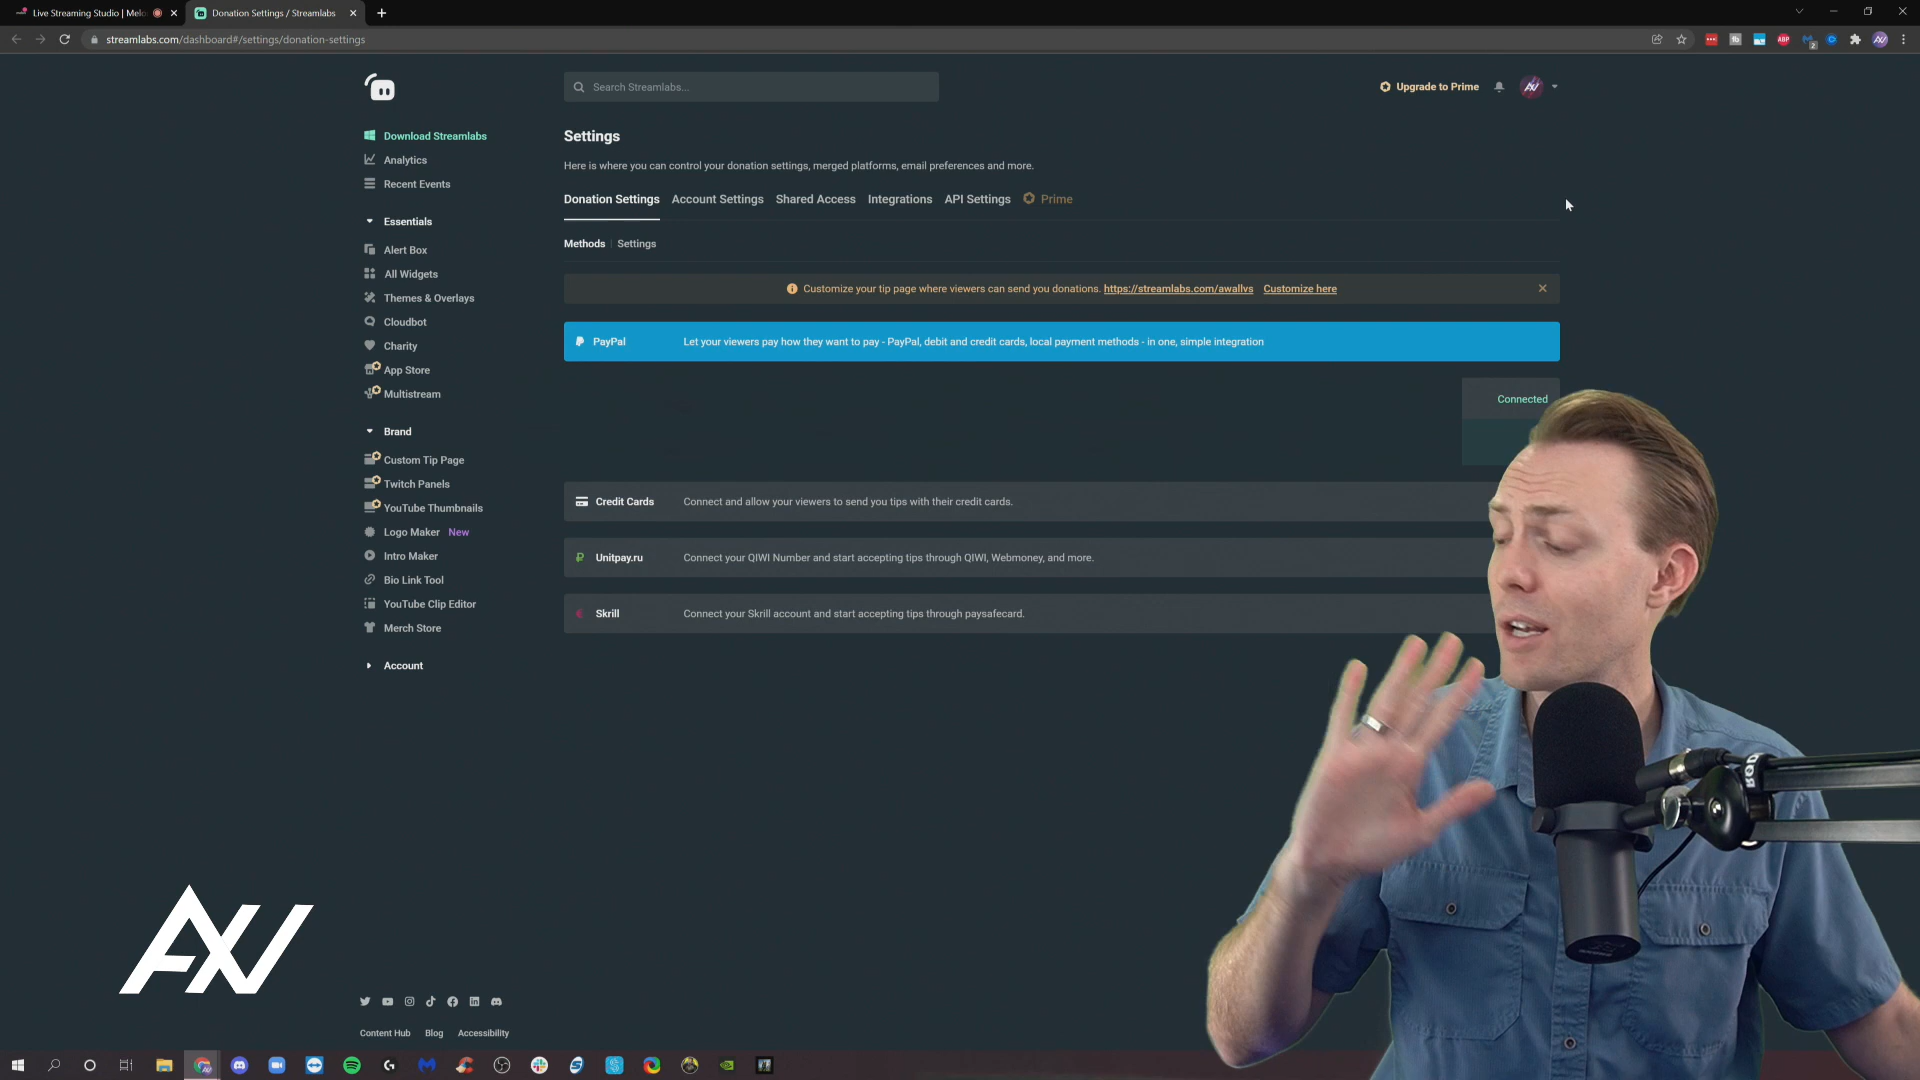 Live Streaming Studio | Melo
Donation Settings / Streamlabs
streamlabs.com/dashboard#/settings/donation-settings
ABP
2
Search Streamlabs...
Upgrade to Prime
Download Streamlabs
Analytics
Recent Events
Essentials
Alert Box
All Widgets
Themes & Overlays
Cloudbot
Charity
App Store
Multistream
Brand
Custom Tip Page
Twitch Panels
YouTube Thumbnails
Logo Maker New
Intro Maker
Bio Link Tool
YouTube Clip Editor
Merch Store
Account
Settings
Here is where you can control your donation settings, merged platforms, email preferences and more.
Donation Settings Account Settings Shared Access Integrations API Settings Prime
Methods | Settings
Customize your tip page where viewers can send you donations. https://streamlabs.com/awallvs Customize here
PayPal Let your viewers pay how they want to pay - PayPal, debit and credit cards, local payment methods - in one, simple integration
Connected
Credit Cards Connect and allow your viewers to send you tips with their credit cards.
Unitpay.ru Connect your QIWI Number and start accepting tips through QIWI, Webmoney, and more.
Skrill Connect your Skrill account and start accepting tips through paysafecard.
Content Hub Blog Accessibility